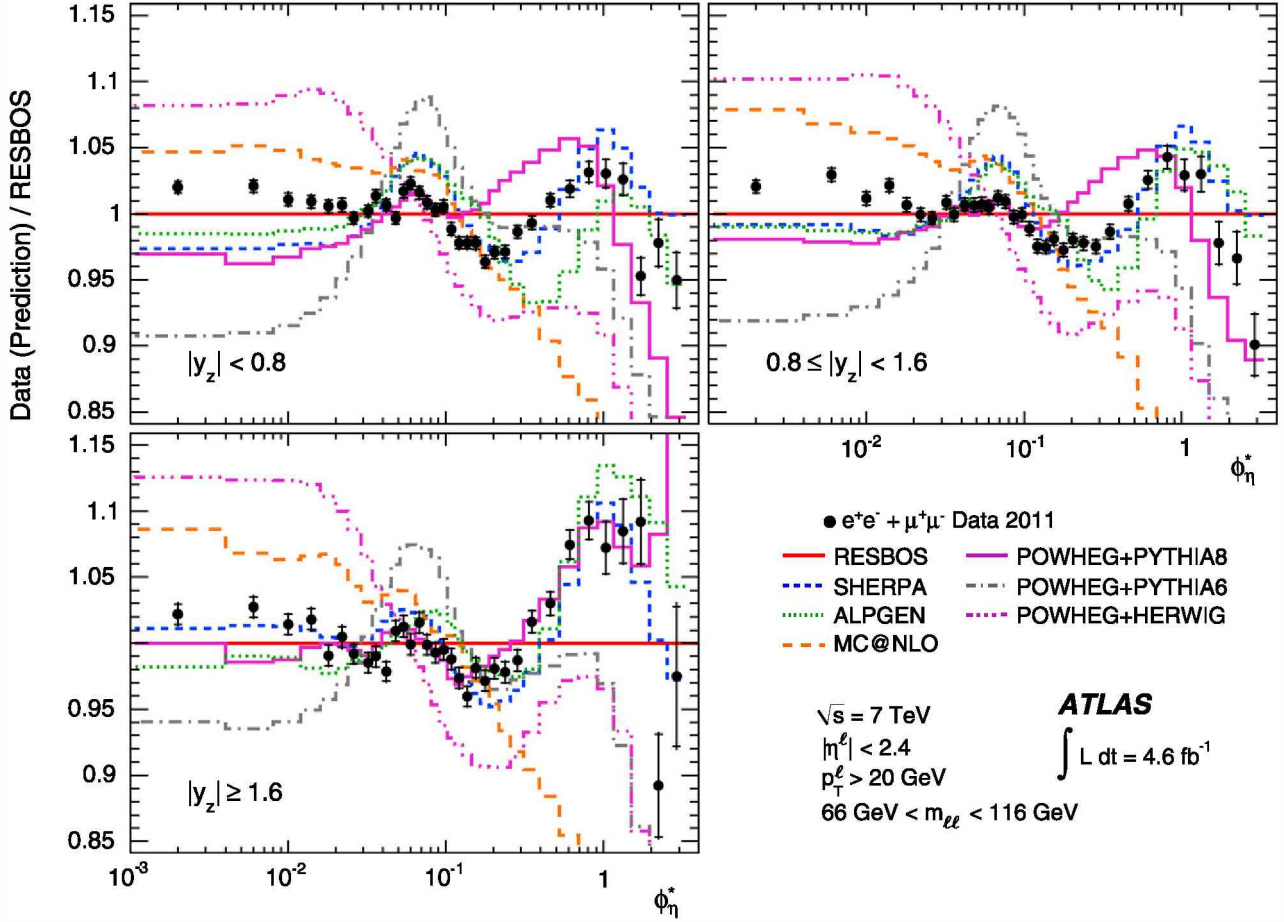 Data (Prediction) / RESBOS
1.15
1.1
1.05
1
0.95
0.9
0.85
|y_z| < 0.8
0.8 ≤ |y_z| < 1.6
10⁻² 10⁻¹ 1
ϕ*_η
1.15
1.1
1.05
1
0.95
0.9
0.85
|y_z| ≥ 1.6
10⁻³ 10⁻² 10⁻¹ 1
ϕ*_η
e⁺e⁻ + μ⁺μ⁻ Data 2011
RESBOS POWHEG+PYTHIA8
SHERPA POWHEG+PYTHIA6
ALPGEN POWHEG+HERWIG
MC@NLO
√s = 7 TeV
|η^ℓ| < 2.4
p_T^ℓ > 20 GeV
66 GeV < m_ℓℓ < 116 GeV
ATLAS
∫ L dt = 4.6 fb⁻¹